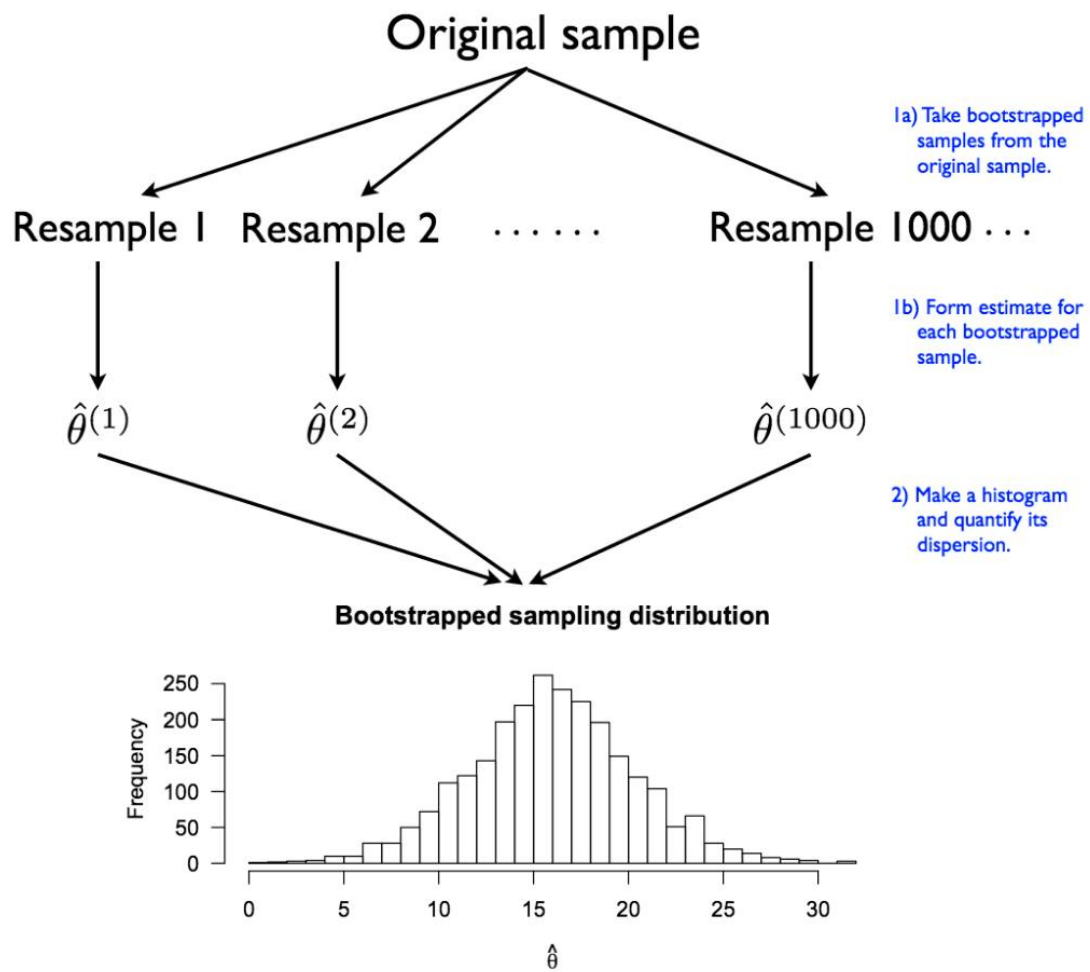 Original sample
1a) Take bootstrapped
samples from the
original sample.
Resample 1 Resample 2 ...... Resample 1000 ...
1b) Form estimate for
each bootstrapped
sample.
θ̂(1) θ̂(2) θ̂(1000)
2) Make a histogram
and quantify its
dispersion.
Bootstrapped sampling distribution
Frequency
250
200
150
100
50
0
0 5 10 15 20 25 30
θ̂